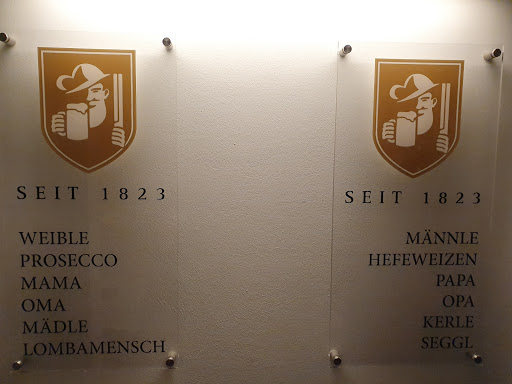 SEIT 1823
WEIBLE
PROSECCO
MAMA
OMA
MÄDLE
LOMBAMENSCH
SEIT 1823
MÄNNLE
HEFEWEIZEN
PAPA
OPA
KERLE
SEGGL